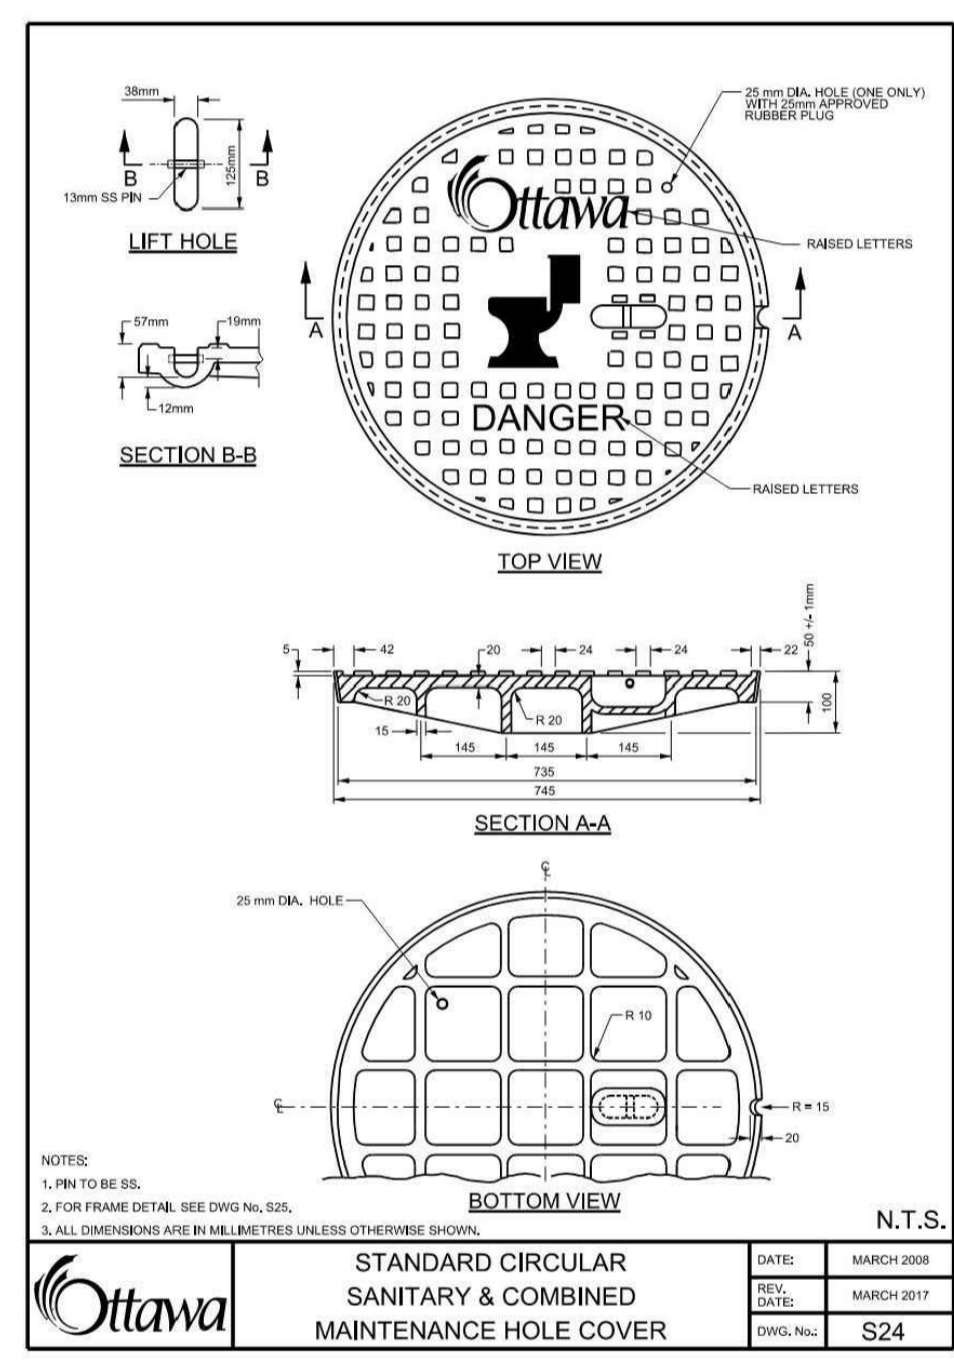 38mm
B
B
125mm
13mm SS PIN
LIFT HOLE
57mm
19mm
12mm
SECTION B-B
25 mm DIA. HOLE (ONE ONLY)
WITH 25mm APPROVED
RUBBER PLUG
Ottawa
RAISED LETTERS
A
A
DANGER
RAISED LETTERS
TOP VIEW
5
42
20
24
24
22
50 +/- 1mm
100
R 20
R 20
15
145
145
145
735
745
SECTION A-A
℄
25 mm DIA. HOLE
R 10
℄
R = 15
20
BOTTOM VIEW
NOTES:
1. PIN TO BE SS.
2. FOR FRAME DETAIL SEE DWG No. S25.
3. ALL DIMENSIONS ARE IN MILLIMETRES UNLESS OTHERWISE SHOWN.
N.T.S.
Ottawa
STANDARD CIRCULAR
SANITARY & COMBINED
MAINTENANCE HOLE COVER
DATE: MARCH 2008
REV.
DATE: MARCH 2017
DWG. No.: S24